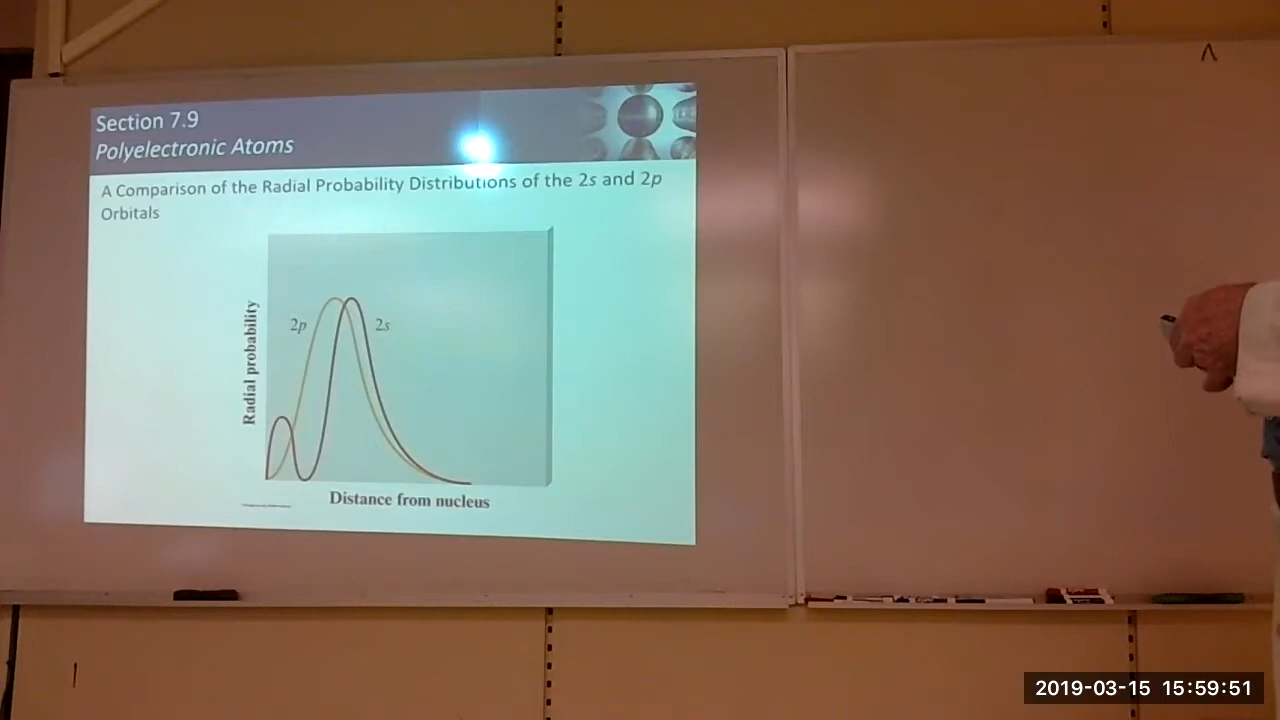 Section 7.9
Polyelectronic Atoms
A Comparison of the Radial Probability Distributions of the 2s and 2p
Orbitals
Radial probability
2p
2s
Distance from nucleus
2019-03-15 15:59:51